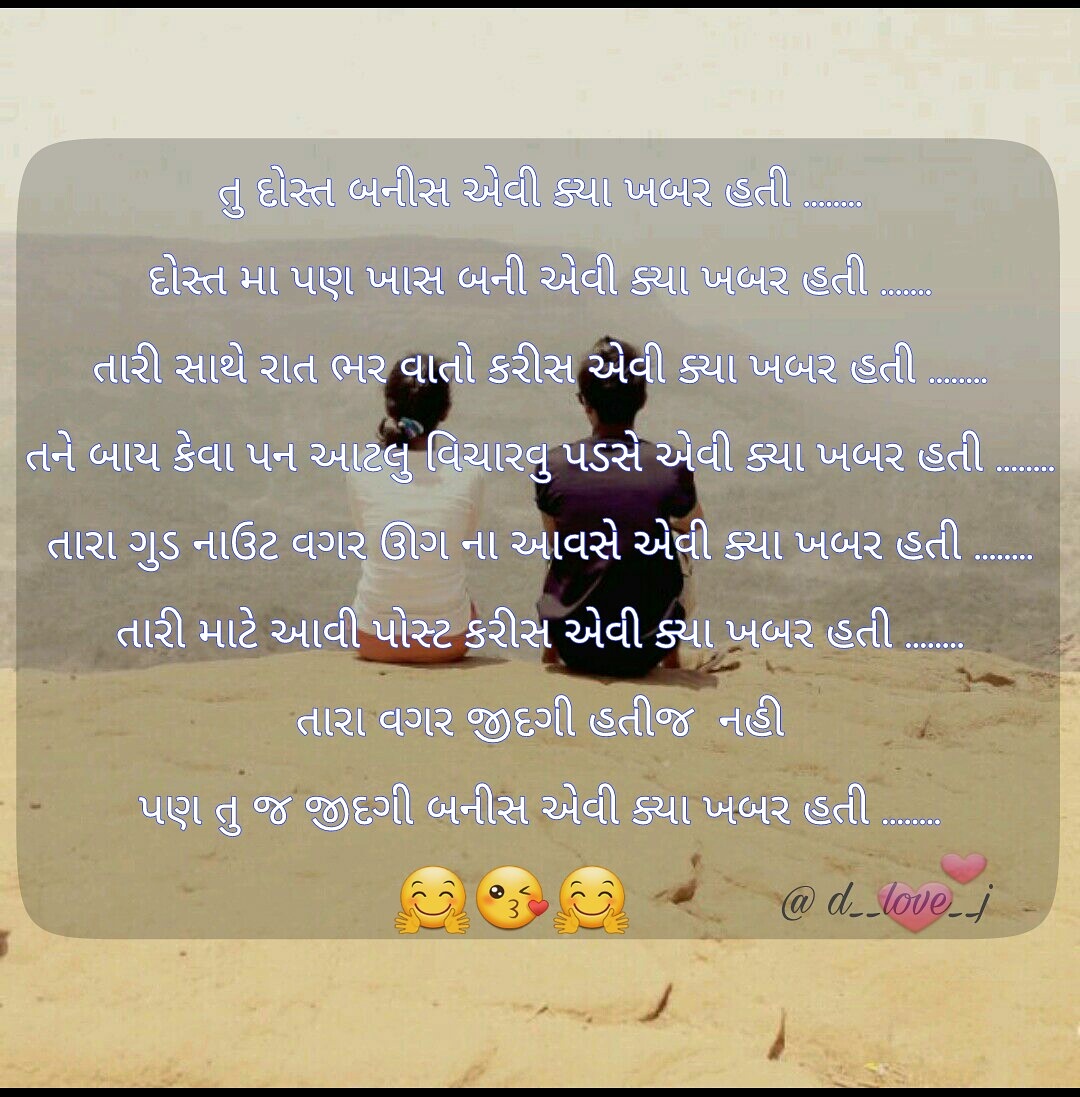 તુ દોસ્ત બનીસ એવી ક્યા ખબર હતી ........
દોસ્ત મા પણ ખાસ બની એવી ક્યા ખબર હતી .......
તારી સાથે રાત ભર વાતો કરીસ એવી ક્યા ખબર હતી ........
તને બાય કેવા પન આટલુ વિચારવુ પડસે એવી ક્યા ખબર હતી ........
તારા ગુડ નાઉટ વગર ઊગ ના આવસે એવી ક્યા ખબર હતી ........
તારી માટે આવી પોસ્ટ કરીસ એવી ક્યા ખબર હતી ........
તારા વગર જીદગી હતીજ નહી
પણ તુ જ જીદગી બનીસ એવી ક્યા ખબર હતી ........
🤗😘🤗
@ d__love__j